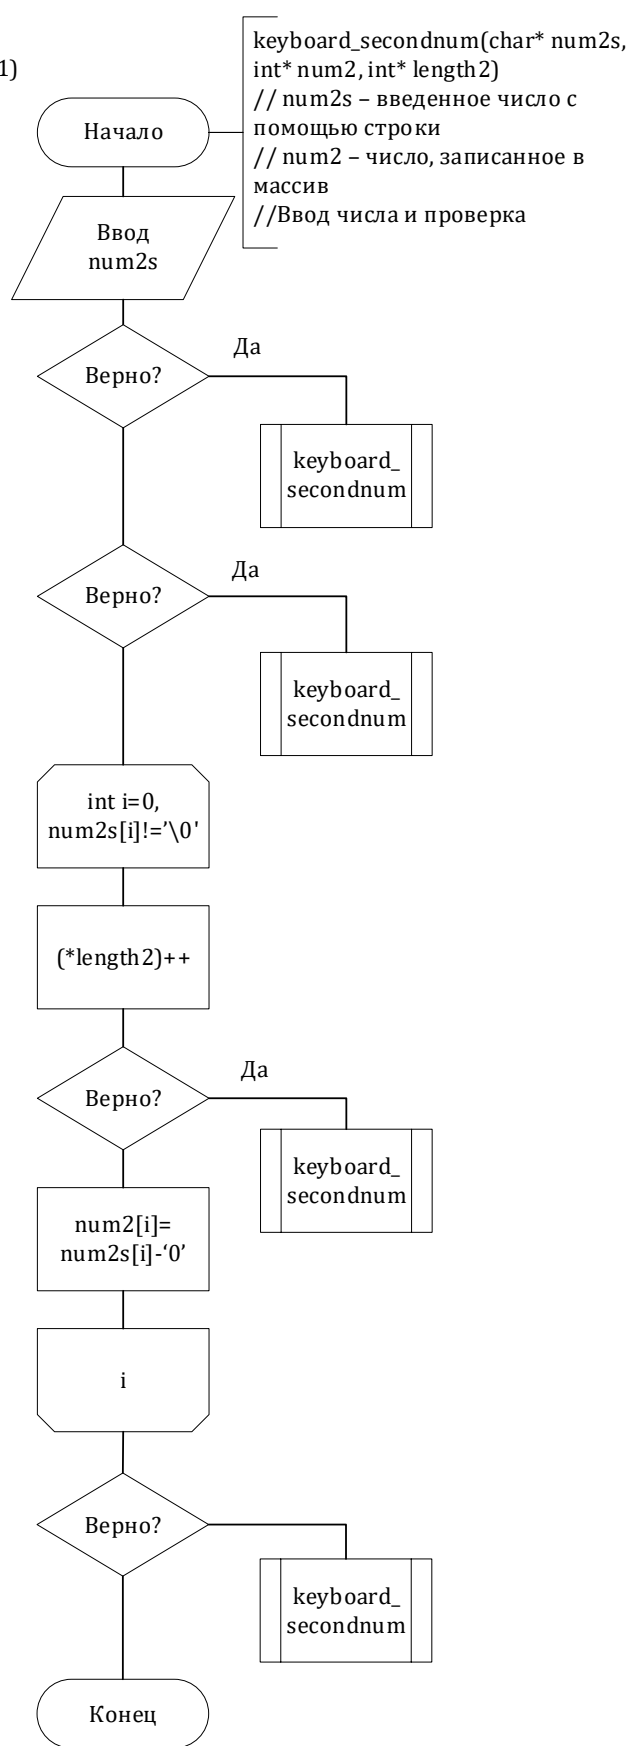 1)
keyboard_secondnum(char* num2s,
int* num2, int* length2)
// num2s – введенное число с
помощью строки
// num2 – число, записанное в
массив
//Ввод числа и проверка
Начало
Ввод
num2s
Верно?
Да
keyboard_
secondnum
Верно?
Да
keyboard_
secondnum
int i=0,
num2s[i]!=’\0'
(*length2)++
Верно?
Да
keyboard_
secondnum
num2[i]=
num2s[i]-‘0’
i
Верно?
keyboard_
secondnum
Конец